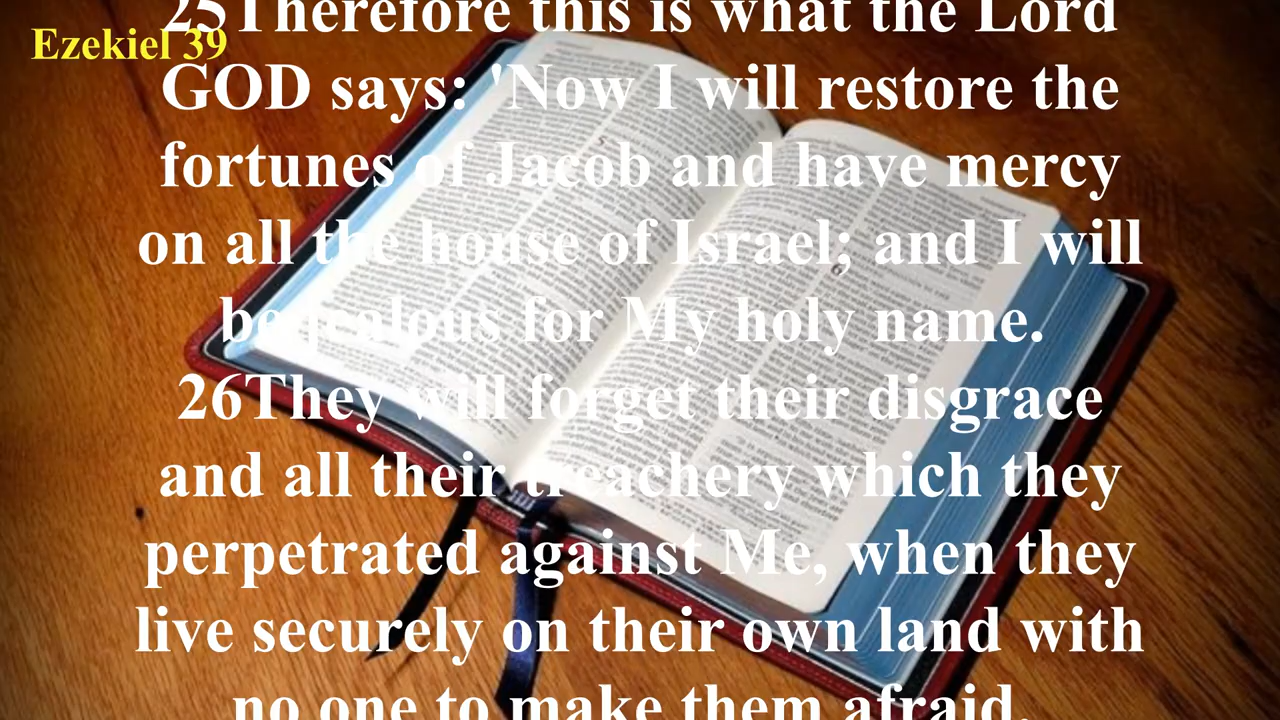 25Therefore this is what the Lord
Ezekiel 39
GOD says: 'Now I will restore the
fortunes of Jacob and have mercy
on all the house of Israel; and I will
be jealous for My holy name.
26They will forget their disgrace
and all their treachery which they
perpetrated against Me, when they
live securely on their own land with
no one to make them afraid.